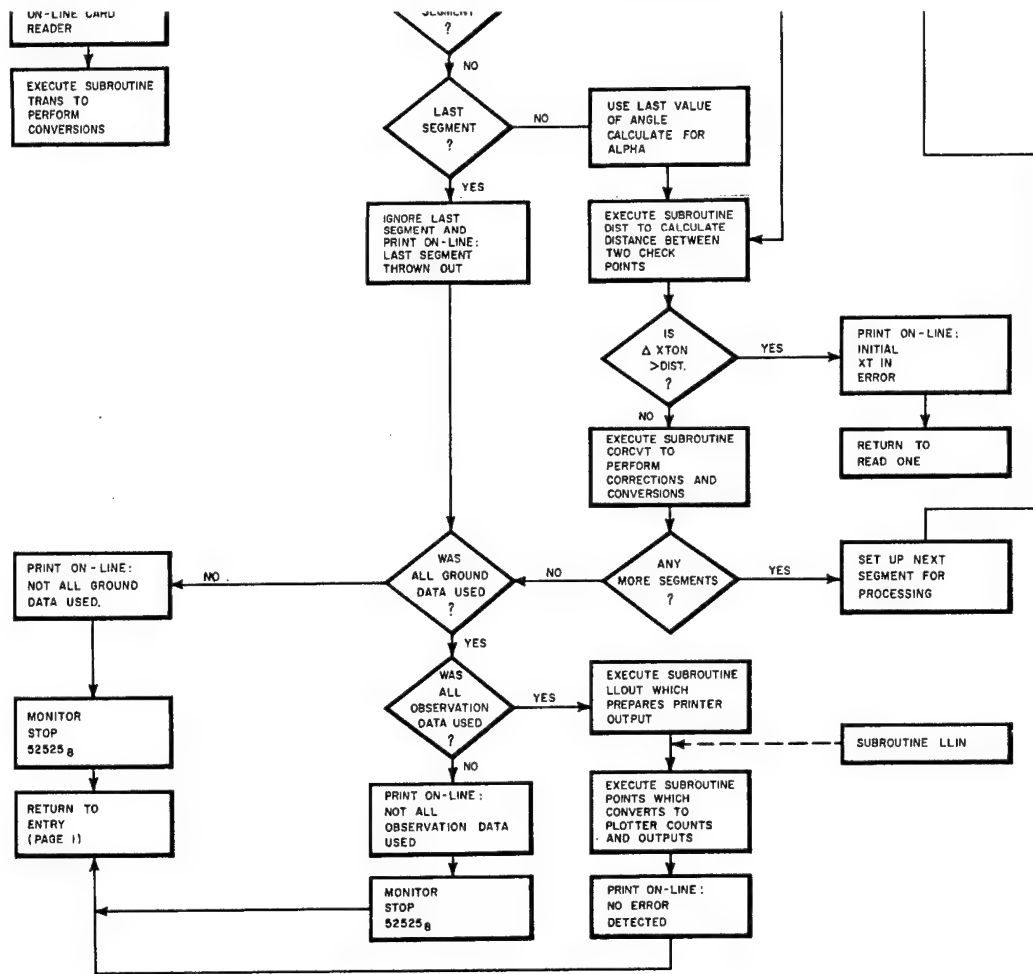 ON-LINE CARD
READER
SEGMENT
?
NO
EXECUTE SUBROUTINE
TRANS TO
PERFORM
CONVERSIONS
LAST
SEGMENT
?
NO
USE LAST VALUE
OF ANGLE
CALCULATE FOR
ALPHA
YES
IGNORE LAST
SEGMENT AND
PRINT ON-LINE:
LAST SEGMENT
THROWN OUT
EXECUTE SUBROUTINE
DIST TO CALCULATE
DISTANCE BETWEEN
TWO CHECK
POINTS
IS
Δ XTON
>DIST.
?
YES
PRINT ON-LINE:
INITIAL
XT IN
ERROR
NO
EXECUTE SUBROUTINE
CORCVT TO
PERFORM
CORRECTIONS AND
CONVERSIONS
RETURN TO
READ ONE
PRINT ON-LINE:
NOT ALL GROUND
DATA USED.
NO
WAS
ALL GROUND
DATA USED
?
NO
ANY
MORE SEGMENTS
?
YES
SET UP NEXT
SEGMENT FOR
PROCESSING
YES
MONITOR
STOP
52525₈
WAS
ALL
OBSERVATION
DATA USED
?
YES
EXECUTE SUBROUTINE
LLOUT WHICH
PREPARES PRINTER
OUTPUT
SUBROUTINE LLIN
NO
RETURN TO
ENTRY
(PAGE 1)
PRINT ON-LINE:
NOT ALL
OBSERVATION DATA
USED
EXECUTE SUBROUTINE
POINTS WHICH
CONVERTS TO
PLOTTER COUNTS
AND OUTPUTS
MONITOR
STOP
52525₈
PRINT ON-LINE:
NO ERROR
DETECTED